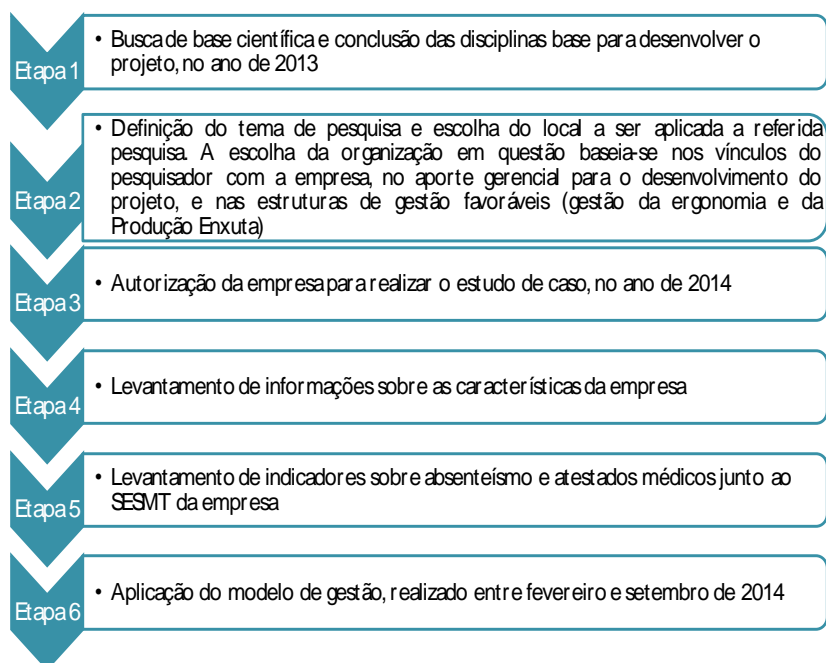 Etapa 1
• Busca de base científica e conclusão das disciplinas base para desenvolver o
projeto, no ano de 2013
Etapa 2
• Definição do tema de pesquisa e escolha do local a ser aplicada a referida
pesquisa. A escolha da organização em questão baseia-se nos vínculos do
pesquisador com a empresa, no aporte gerencial para o desenvolvimento do
projeto, e nas estruturas de gestão favoráveis (gestão da ergonomia e da
Produção Enxuta)
Etapa 3
• Autorização da empresa para realizar o estudo de caso, no ano de 2014
Etapa 4
• Levantamento de informações sobre as características da empresa
Etapa 5
• Levantamento de indicadores sobre absenteísmo e atestados médicos junto ao
SESMT da empresa
Etapa 6
• Aplicação do modelo de gestão, realizado entre fevereiro e setembro de 2014